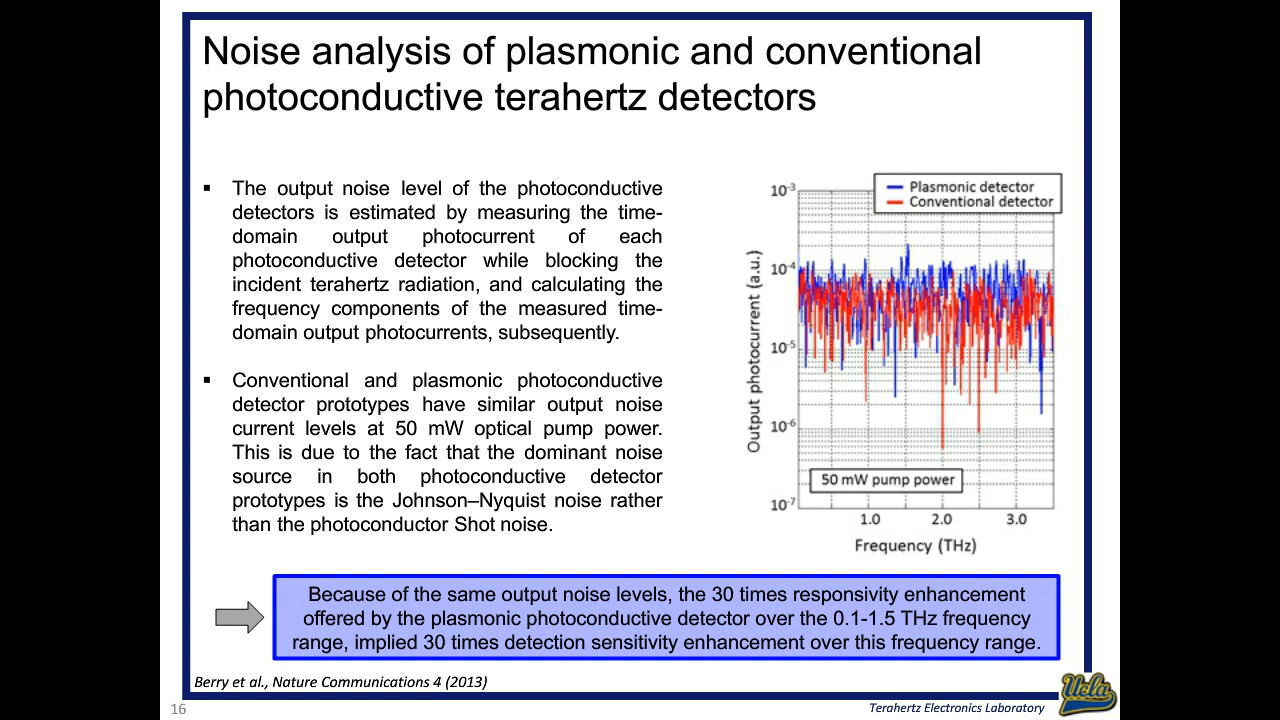 Noise analysis of plasmonic and conventional
photoconductive terahertz detectors
▪ The output noise level of the photoconductive
detectors is estimated by measuring the time-
domain output photocurrent of each
photoconductive detector while blocking the
incident terahertz radiation, and calculating the
frequency components of the measured time-
domain output photocurrents, subsequently.
▪ Conventional and plasmonic photoconductive
detector prototypes have similar output noise
current levels at 50 mW optical pump power.
This is due to the fact that the dominant noise
source in both photoconductive detector
prototypes is the Johnson–Nyquist noise rather
than the photoconductor Shot noise.
Plasmonic detector
Conventional detector
10⁻³
10⁻⁴
10⁻⁵
10⁻⁶
10⁻⁷
Output photocurrent (a.u.)
50 mW pump power
1.0 2.0 3.0
Frequency (THz)
Because of the same output noise levels, the 30 times responsivity enhancement
offered by the plasmonic photoconductive detector over the 0.1-1.5 THz frequency
range, implied 30 times detection sensitivity enhancement over this frequency range.
Berry et al., Nature Communications 4 (2013)
16
Terahertz Electronics Laboratory
Ucla